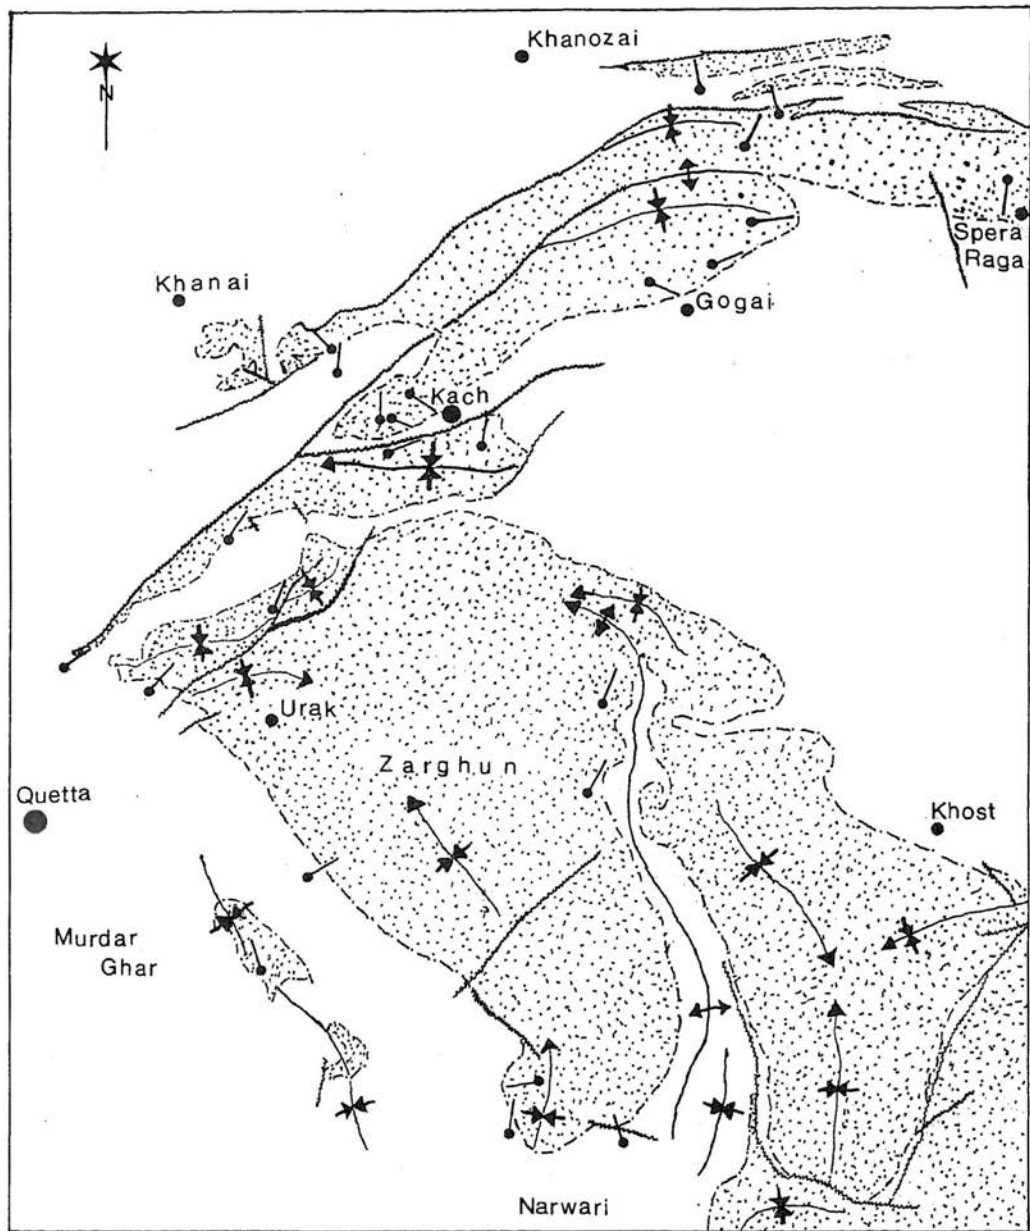 Khanozai
N
Spera
Raga
Khanai
Gogai
Kach
Urak
Zarghun
Quetta
Khost
Murdar
Ghar
Narwari